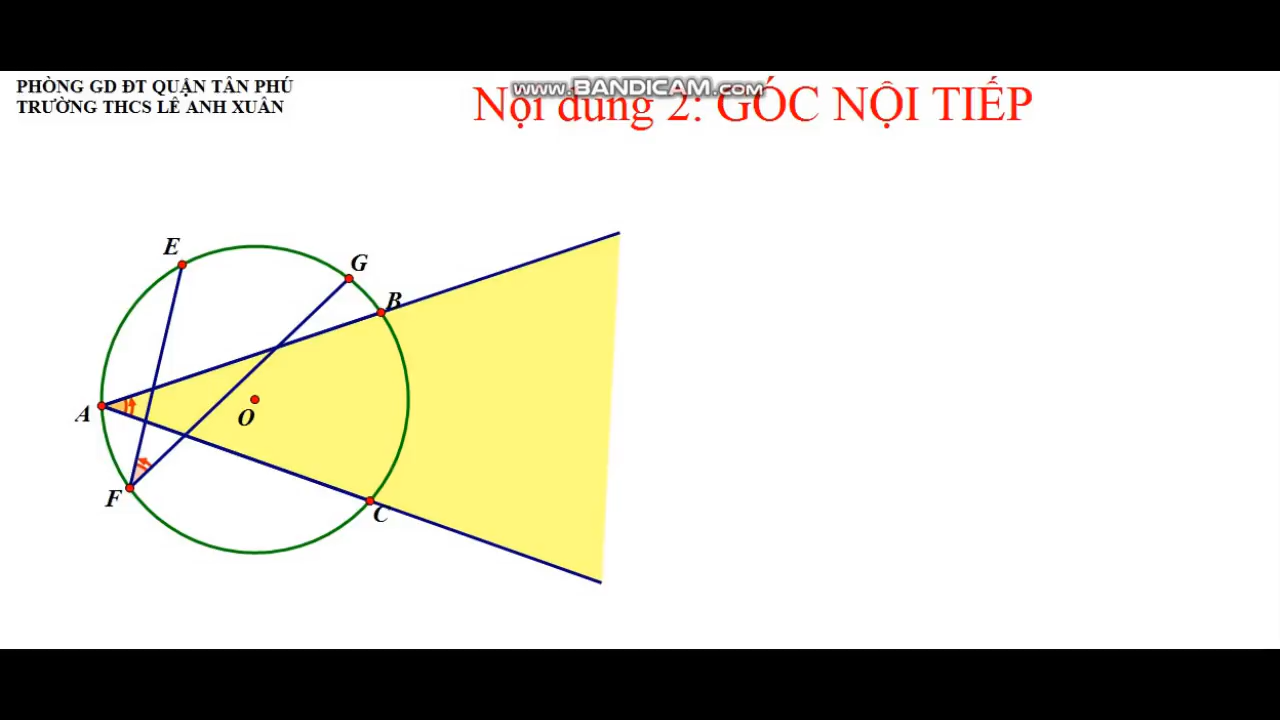 PHÒNG GD ĐT QUẬN TÂN PHÚ
TRƯỜNG THCS LÊ ANH XUÂN
www.BANDICAM.com
Nội dung 2: GÓC NỘI TIẾP
E
G
B
A
O
F
C